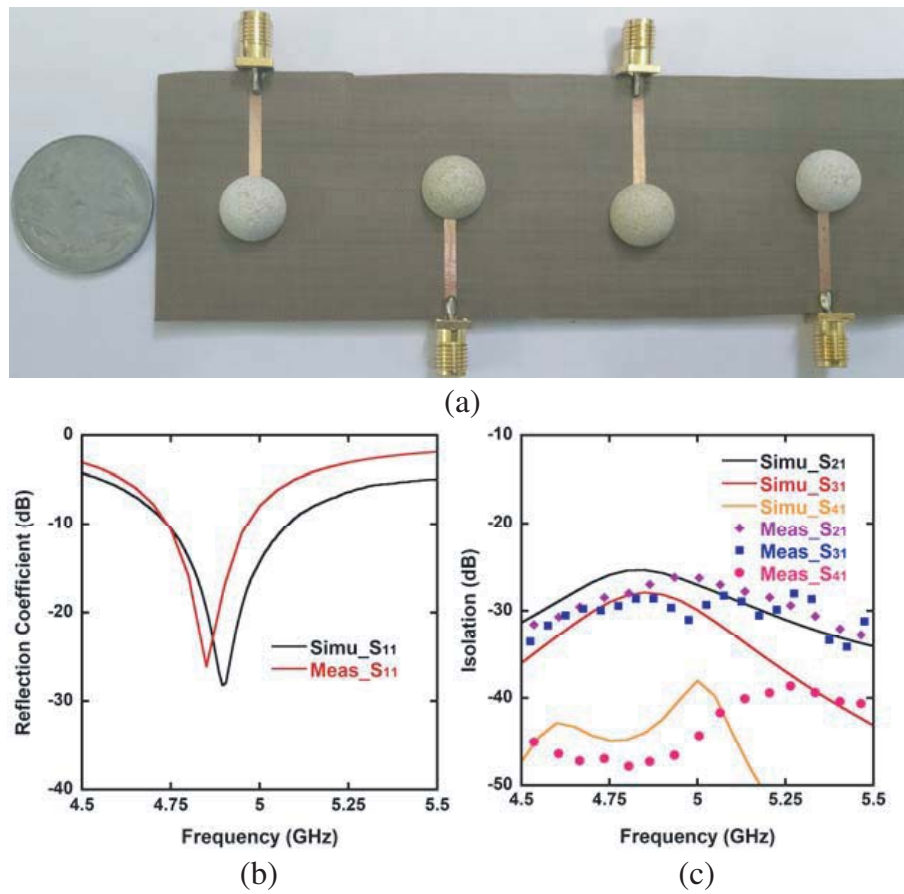 (a)
0
-10
-20
-30
-40
Reflection Coefficient (dB)
Simu_S11
Meas_S11
4.5 4.75 5 5.25 5.5
Frequency (GHz)
(b)
-10
-20
-30
-40
-50
Isolation (dB)
Simu_S21
Simu_S31
Simu_S41
Meas_S21
Meas_S31
Meas_S41
4.5 4.75 5 5.25 5.5
Frequency (GHz)
(c)